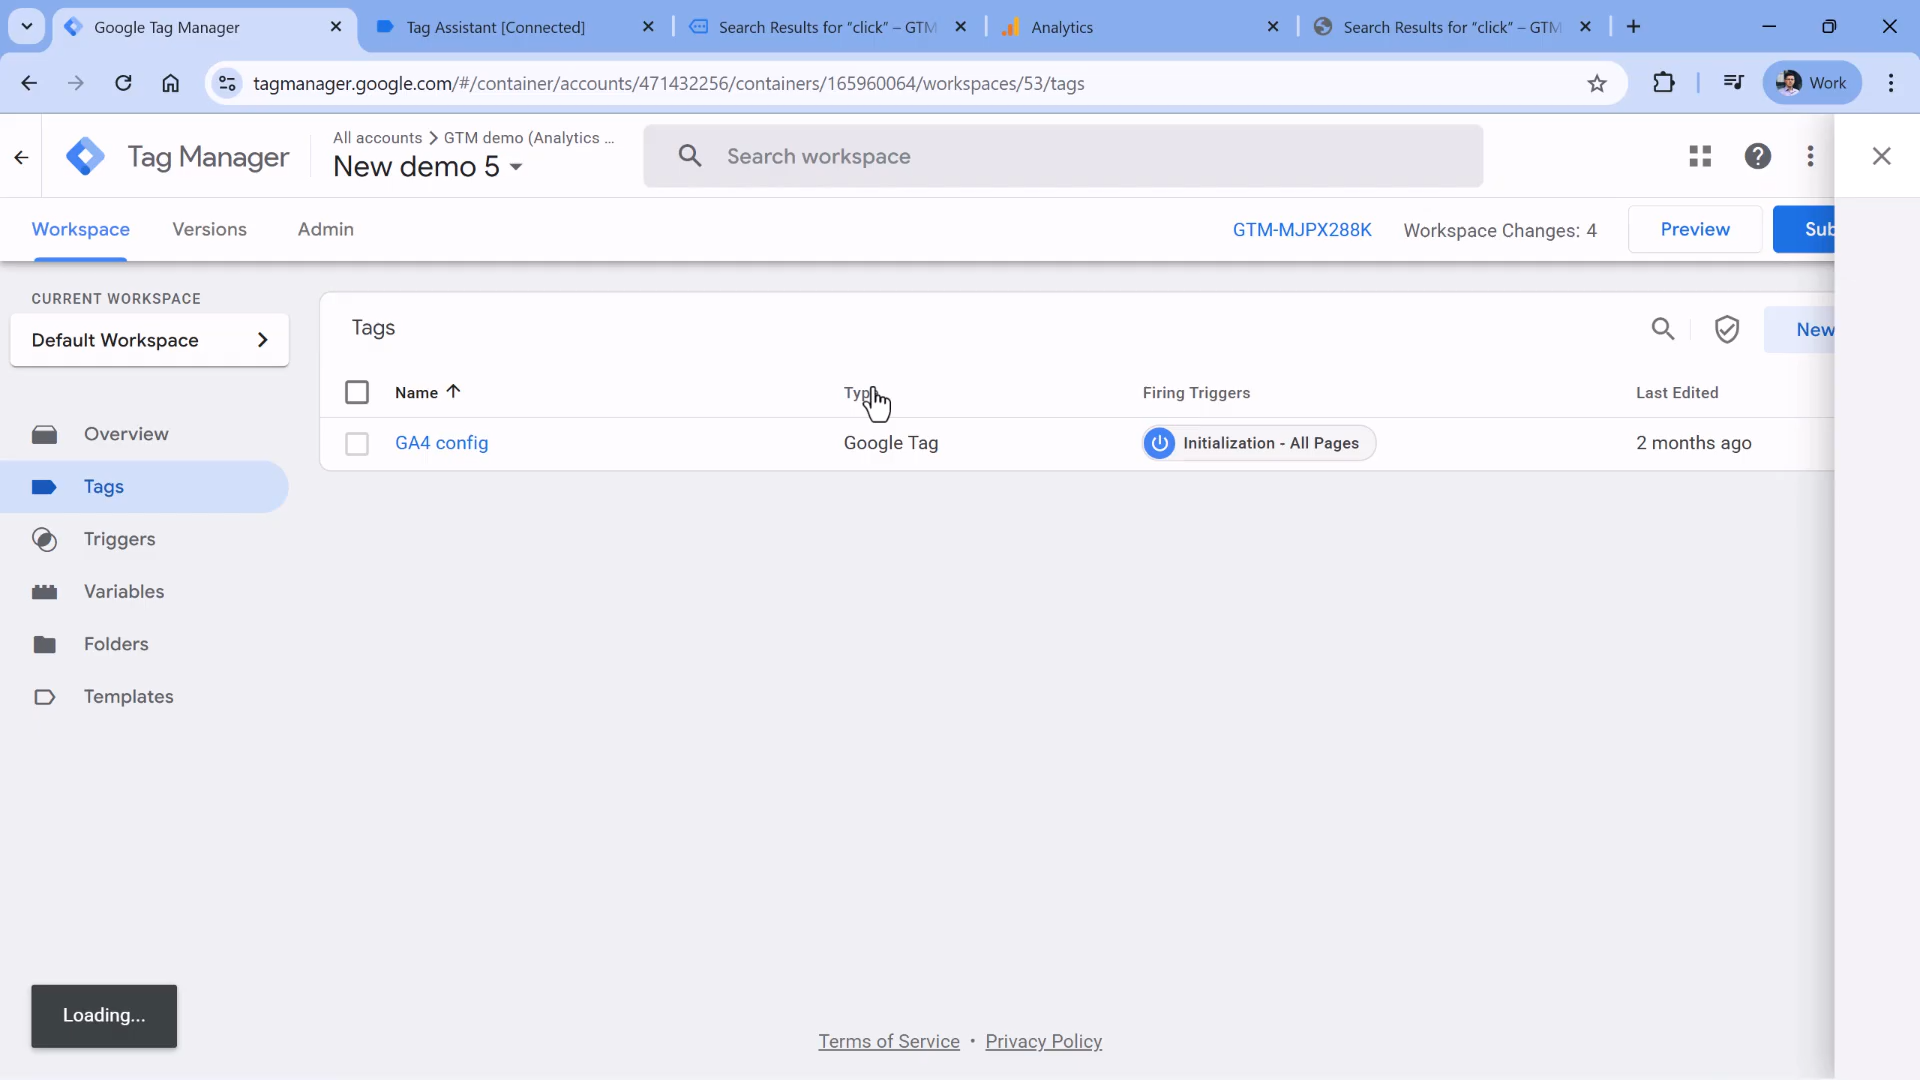 Google Tag Manager
Tag Assistant [Connected]
Search Results for “click” – GTM
Analytics
Search Results for “click” – GTM
tagmanager.google.com/#/container/accounts/471432256/containers/165960064/workspaces/53/tags
Work
Tag Manager
All accounts > GTM demo (Analytics ...
New demo 5
Search workspace
Workspace
Versions
Admin
GTM-MJPX288K
Workspace Changes: 4
Preview
Sub
CURRENT WORKSPACE
Default Workspace
Overview
Tags
Triggers
Variables
Folders
Templates
Tags
New
Name
Type
Firing Triggers
Last Edited
GA4 config
Google Tag
Initialization - All Pages
2 months ago
Loading...
Terms of Service • Privacy Policy